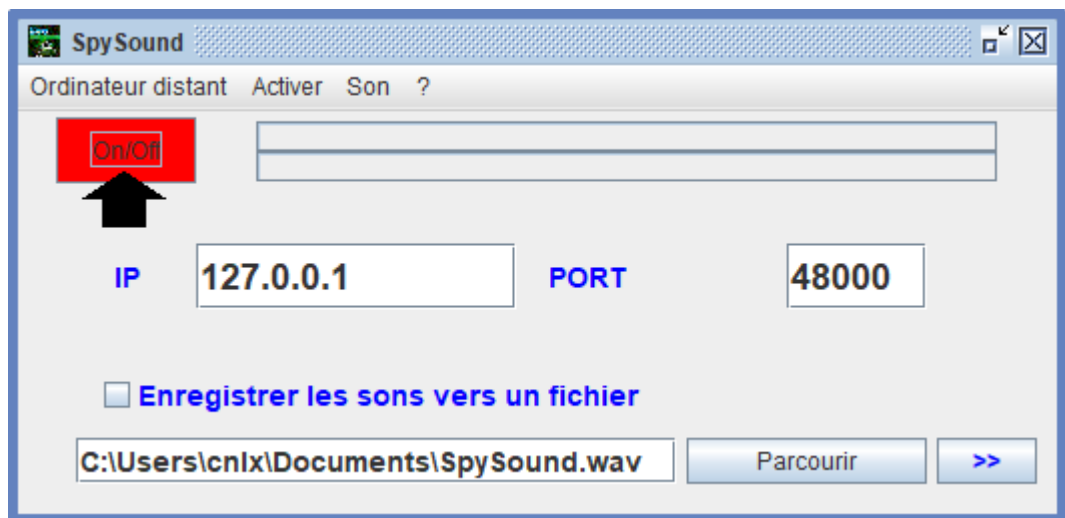 SpySound
Ordinateur distant Activer Son ?
On/Off
IP 127.0.0.1 PORT 48000
Enregistrer les sons vers un fichier
C:\Users\cnlx\Documents\SpySound.wav Parcourir >>